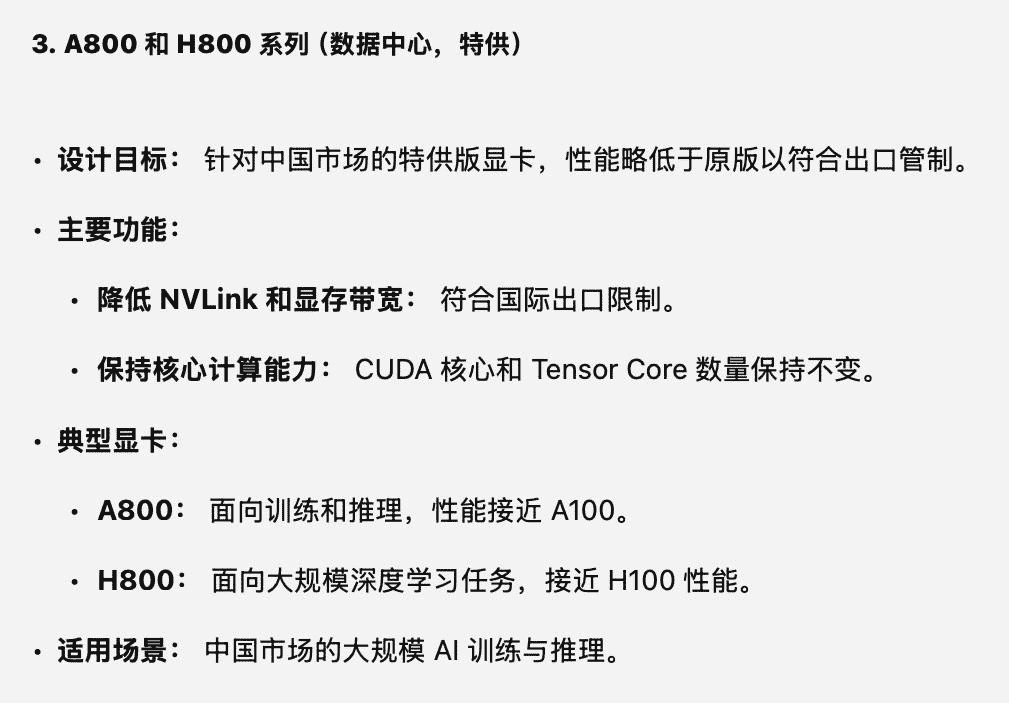 3. A800 和 H800 系列（数据中心，特供）
• 设计目标： 针对中国市场的特供版显卡，性能略低于原版以符合出口管制。
• 主要功能：
• 降低 NVLink 和显存带宽： 符合国际出口限制。
• 保持核心计算能力： CUDA 核心和 Tensor Core 数量保持不变。
• 典型显卡：
• A800： 面向训练和推理，性能接近 A100。
• H800： 面向大规模深度学习任务，接近 H100 性能。
• 适用场景： 中国市场的大规模 AI 训练与推理。